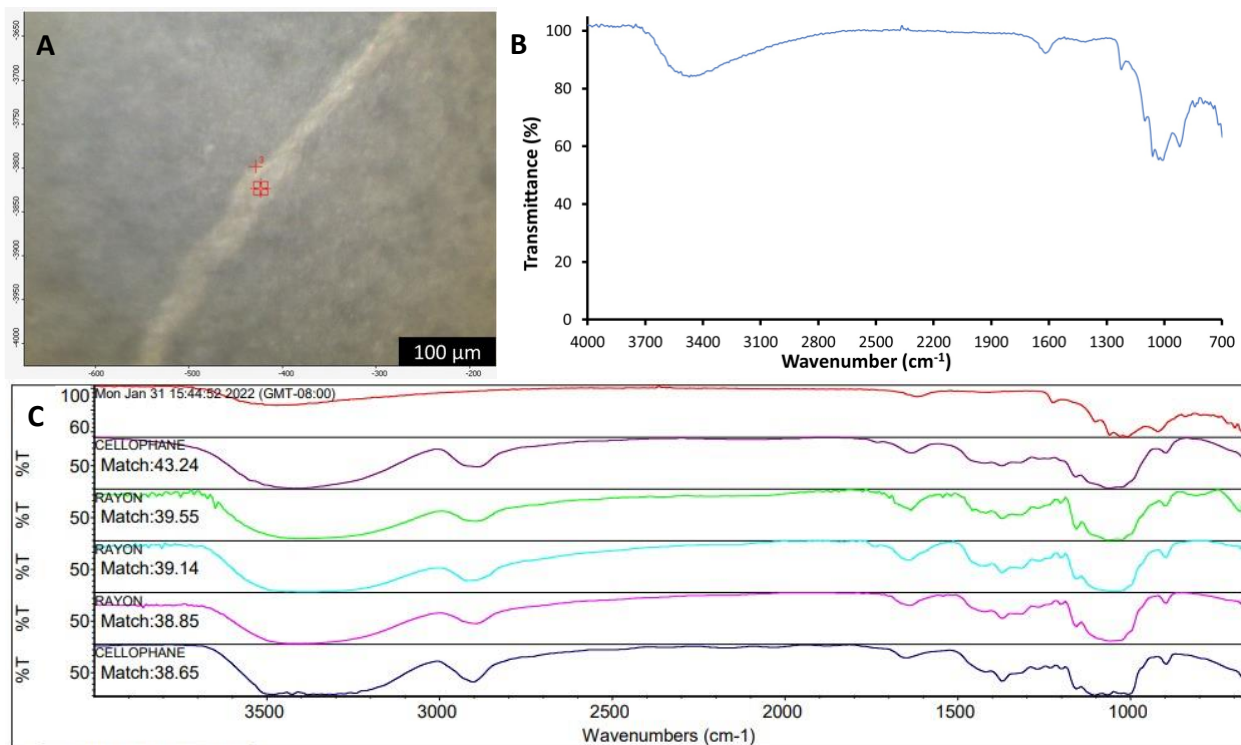 A
-3650
-3700
-3750
-3800
-3850
-3900
-3950
-4000
3
100 µm
-600
-500
-400
-300
-200
B
Transmittance (%)
100
80
60
40
20
0
4000 3700 3400 3100 2800 2500 2200 1900 1600 1300 1000 700
Wavenumber (cm-1)
C
100 Mon Jan 31 15:44:52 2022 (GMT-08:00)
60
CELLOPHANE
%T 50 Match:43.24
RAYON
%T 50 Match:39.55
RAYON
%T 50 Match:39.14
RAYON
%T 50 Match:38.85
CELLOPHANE
%T 50 Match:38.65
3500 3000 2500 2000 1500 1000
Wavenumbers (cm-1)